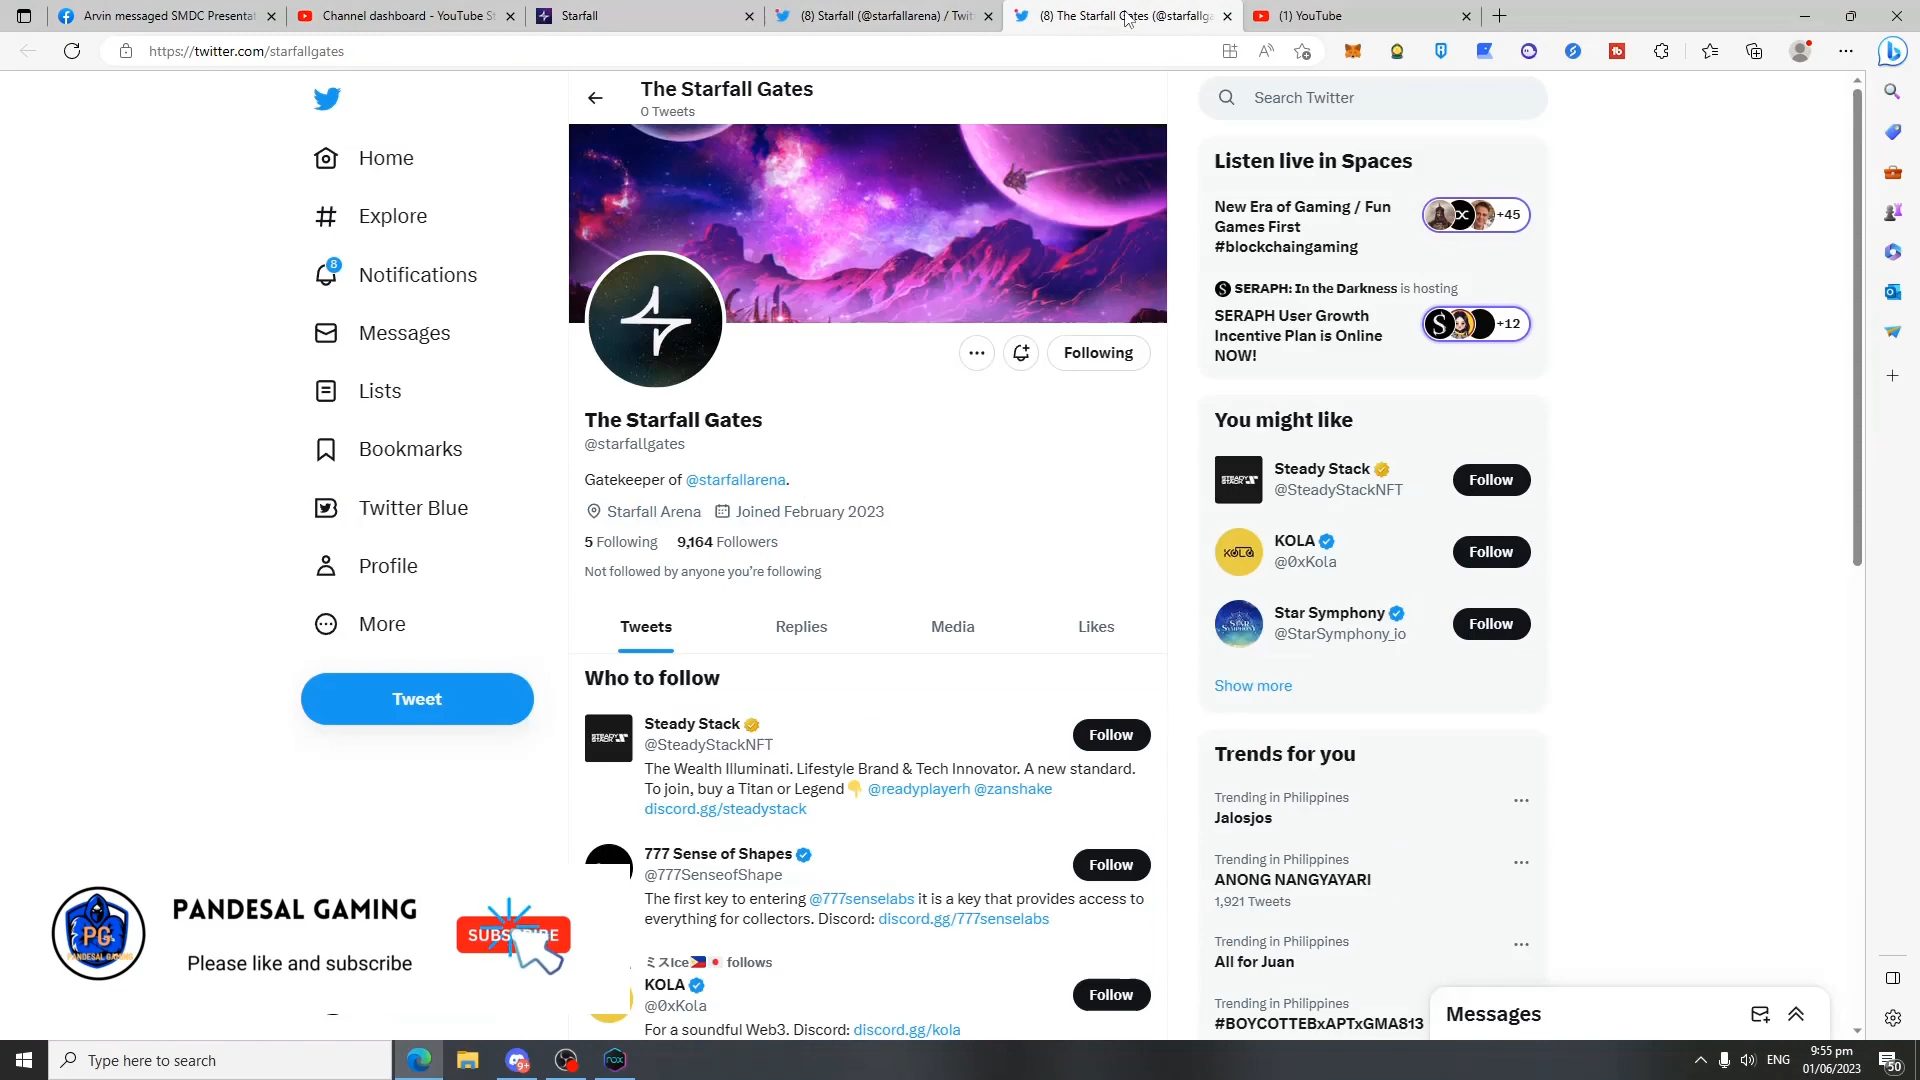 Arvin messaged SMDC Presentat
Channel dashboard - YouTube St
Starfall
(8) Starfall (@starfallarena) / Twit
(8) The Starfall Gates (@starfallga
(1) YouTube
https://twitter.com/starfallgates
The Starfall Gates
0 Tweets
Home
Explore
8
Notifications
Messages
Lists
Bookmarks
Twitter Blue
Profile
More
Tweet
Following
The Starfall Gates
@starfallgates
Gatekeeper of @starfallarena.
Starfall Arena Joined February 2023
5 Following 9,164 Followers
Not followed by anyone you're following
Tweets Replies Media Likes
Who to follow
STEADY STACK
Steady Stack
@SteadyStackNFT
Follow
The Wealth Illuminati. Lifestyle Brand & Tech Innovator. A new standard.
To join, buy a Titan or Legend👇 @readyplayerh @zanshake
discord.gg/steadystack
777 Sense of Shapes
@777SenseofShape
Follow
The first key to entering @777senselabs it is a key that provides access to
everything for collectors. Discord: discord.gg/777senselabs
ミスIce🇵🇭🇯🇵 follows
KOLA
@0xKola
Follow
For a soundful Web3. Discord: discord.gg/kola
Search Twitter
Listen live in Spaces
New Era of Gaming / Fun
Games First
#blockchaingaming
+45
SERAPH: In the Darkness is hosting
SERAPH User Growth
Incentive Plan is Online
NOW!
+12
You might like
STEADY STACK
Steady Stack
@SteadyStackNFT
Follow
KOLA
KOLA
@0xKola
Follow
STAR SYMPHONY
Star Symphony
@StarSymphony_io
Follow
Show more
Trends for you
Trending in Philippines
Jalosjos
Trending in Philippines
ANONG NANGYAYARI
1,921 Tweets
Trending in Philippines
All for Juan
Trending in Philippines
#BOYCOTTEBxAPTxGMA813
Messages
PG
PANDESAL GAMING
PANDESAL GAMING
Please like and subscribe
SUBSCRIBE
Type here to search
9+
nox
ENG
9:55 pm
01/06/2023
50